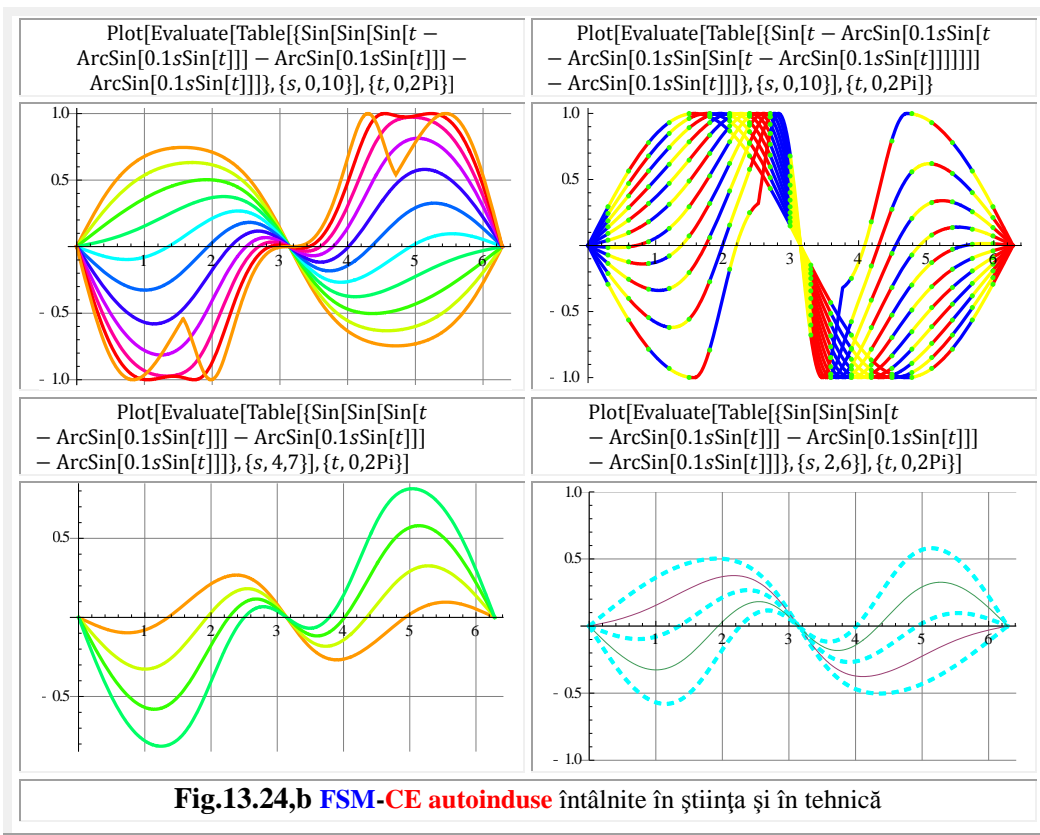 Plot[Evaluate[Table[{Sin[Sin[Sin[t −
ArcSin[0.1sSin[t]]] − ArcSin[0.1sSin[t]]] −
ArcSin[0.1sSin[t]]]}, {s, 0,10}], {t, 0,2Pi}]
Plot[Evaluate[Table[{Sin[t − ArcSin[0.1sSin[t
− ArcSin[0.1sSin[Sin[t − ArcSin[0.1sSin[t]]]]]]]
− ArcSin[0.1sSin[t]]]}, {s, 0,10}], {t, 0,2Pi]}
1.0
0.5
- 0.5
- 1.0
1
2
3
4
5
6
1.0
0.5
- 0.5
- 1.0
1
2
3
4
5
6
Plot[Evaluate[Table[{Sin[Sin[Sin[t
− ArcSin[0.1sSin[t]]] − ArcSin[0.1sSin[t]]]
− ArcSin[0.1sSin[t]]]}, {s, 4,7}], {t, 0,2Pi}]
Plot[Evaluate[Table[{Sin[Sin[Sin[t
− ArcSin[0.1sSin[t]]] − ArcSin[0.1sSin[t]]]
− ArcSin[0.1sSin[t]]]}, {s, 2,6}], {t, 0,2Pi}]
0.5
- 0.5
1
2
3
4
5
6
1.0
0.5
- 0.5
- 1.0
1
2
3
4
5
6
Fig.13.24,b FSM-CE autoinduse întâlnite în ştiinţa şi în tehnică